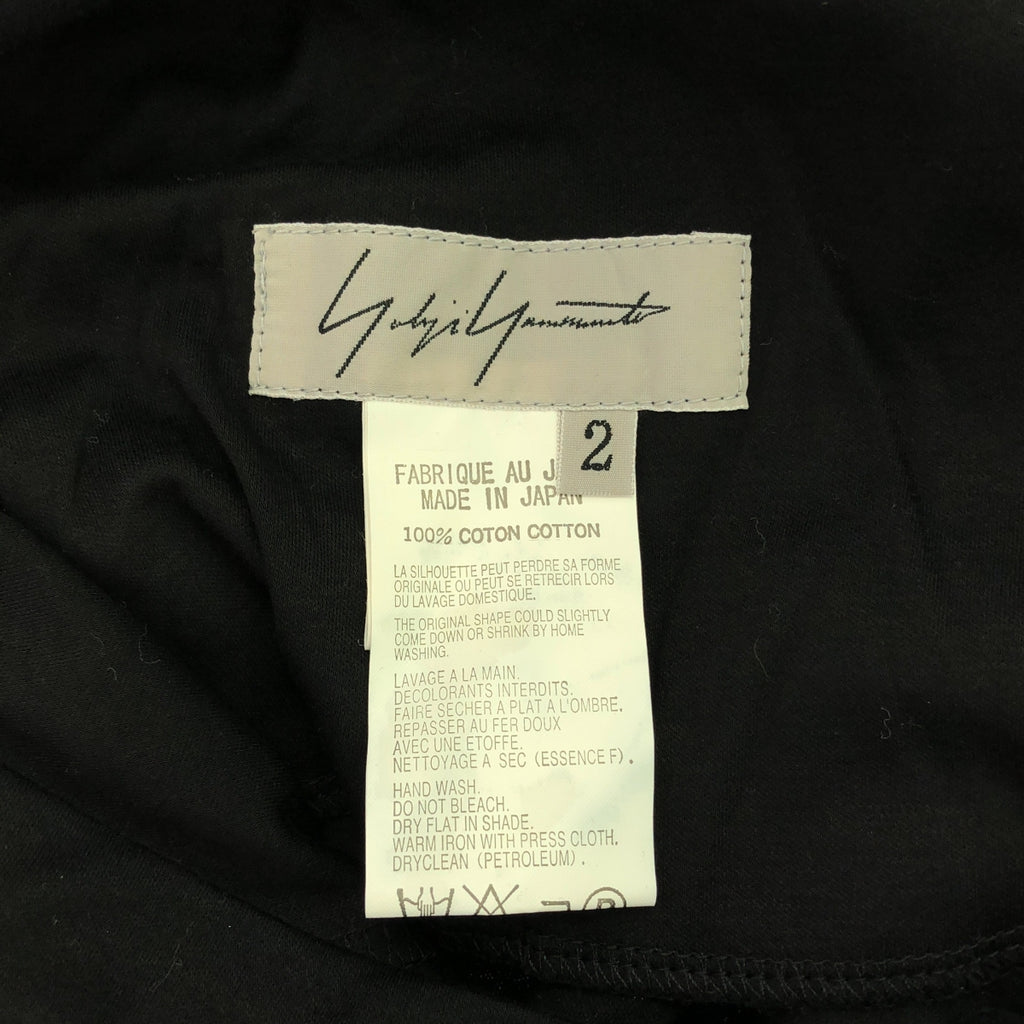 Yohji Yamamoto
2
FABRIQUE AU J
MADE IN JAPAN
100% COTON COTTON
LA SILHOUETTE PEUT PERDRE SA FORME
ORIGINALE OU PEUT SE RETRECIR LORS
DU LAVAGE DOMESTIQUE.
THE ORIGINAL SHAPE COULD SLIGHTLY
COME DOWN OR SHRINK BY HOME
WASHING.
LAVAGE A LA MAIN.
DECOLORANTS INTERDITS.
FAIRE SECHER A PLAT A L'OMBRE.
REPASSER AU FER DOUX
AVEC UNE ETOFFE.
NETTOYAGE A SEC (ESSENCE F).
HAND WASH.
DO NOT BLEACH.
DRY FLAT IN SHADE.
WARM IRON WITH PRESS CLOTH.
DRYCLEAN (PETROLEUM).